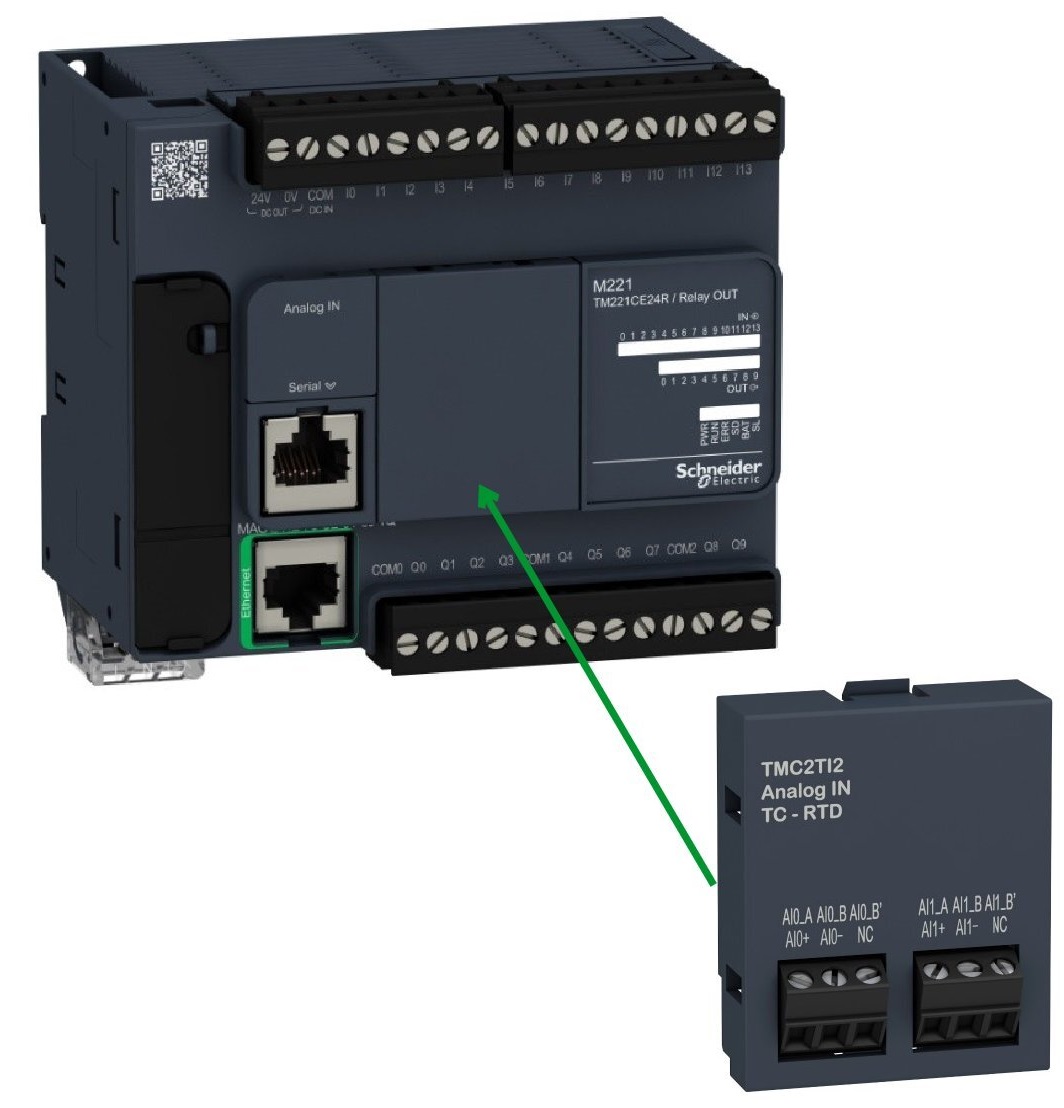 24V 0V COM I0 I1 I2 I3 I4 I5 I6 I7 I8 I9 I10 I11 I12 I13
DC OUT DC IN
Analog IN
Serial
M221
TM221CE24R / Relay OUT
IN
0 1 2 3 4 5 6 7 8 9 10 11 12 13
0 1 2 3 4 5 6 7 8 9
OUT
PWR
RUN
ERR
SD
BAT
SL
Schneider
Electric
Ethernet
COM0 Q0 Q1 Q2 Q3 COM1 Q4 Q5 Q6 Q7 COM2 Q8 Q9
TMC2TI2
Analog IN
TC - RTD
AI0_A AI0_B AI0_B' AI1_A AI1_B AI1_B'
AI0+ AI0- NC AI1+ AI1- NC